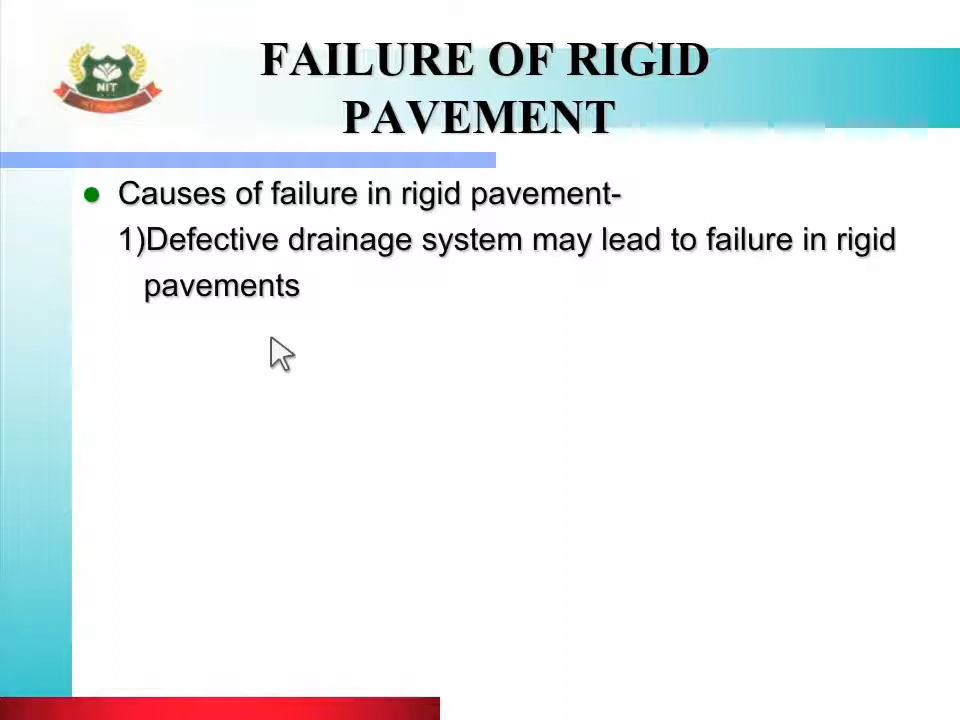 FAILURE OF RIGID
PAVEMENT
NIT
Causes of failure in rigid pavement-
1)Defective drainage system may lead to failure in rigid
pavements